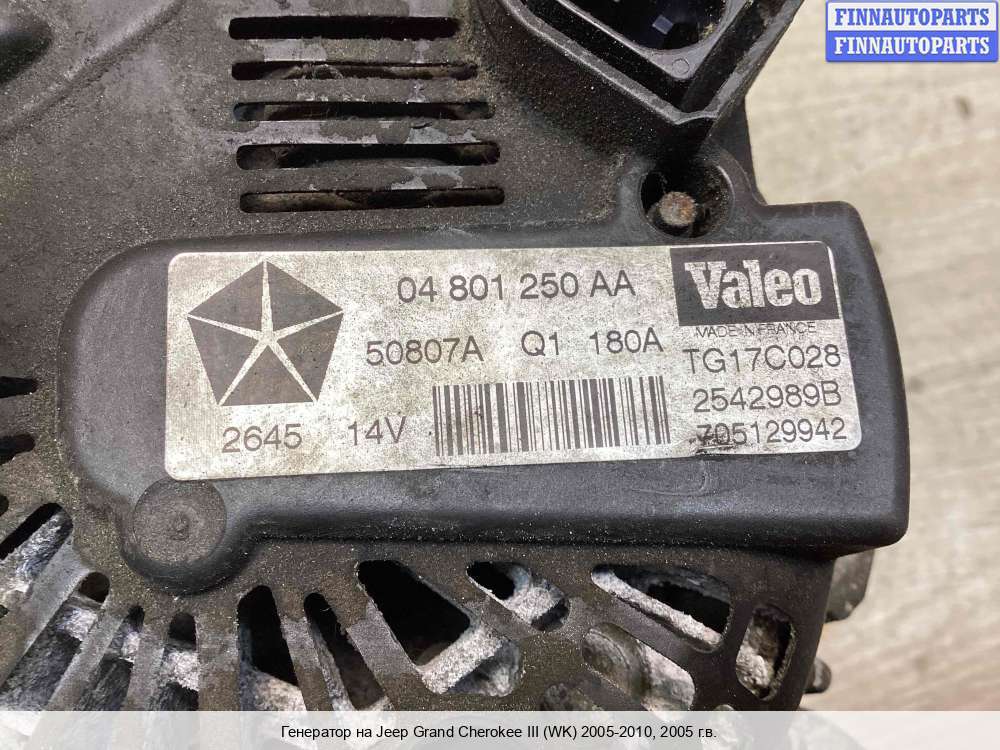 FINNAUTOPARTS
FINNAUTOPARTS
04 801 250 AA
Valeo
MADE IN FRANCE
50807A Q1 180A
TG17C028
2542989B
2645 14V
705129942
Генератор на Jeep Grand Cherokee III (WK) 2005-2010, 2005 г.в.